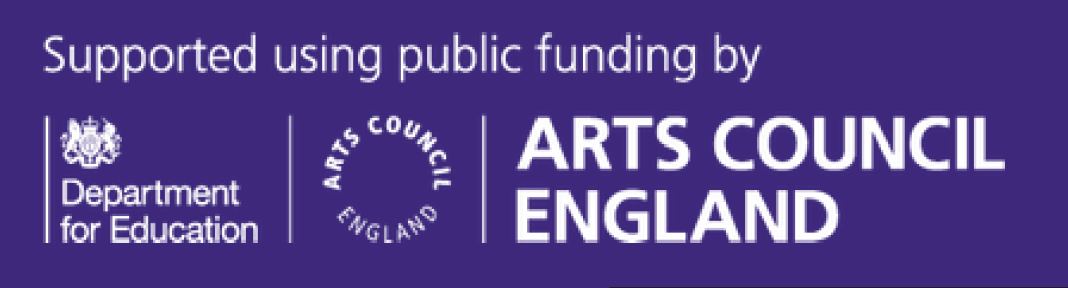 Supported using public funding by
Department
for Education
ARTS COUNCIL
ENGLAND
ARTS COUNCIL
ENGLAND